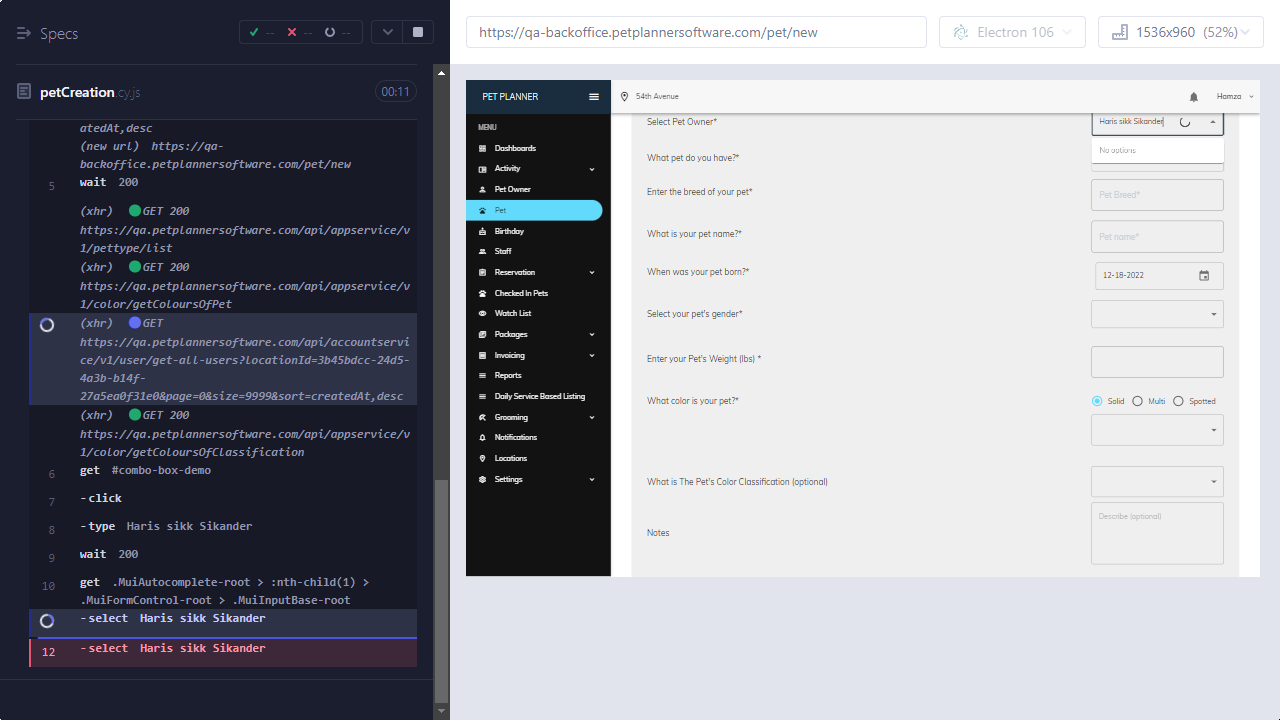 Specs
-- -- --
petCreation.cy.js
00:11
atedAt,desc
(new url) https://qa-
backoffice.petplannersoftware.com/pet/new
5 wait 200
(xhr) GET 200
https://qa.petplannersoftware.com/api/appservice/v
1/pettype/list
(xhr) GET 200
https://qa.petplannersoftware.com/api/appservice/v
1/color/getColoursOfPet
(xhr) GET
https://qa.petplannersoftware.com/api/accountservi
ce/v1/user/get-all-users?locationId=3b45bdcc-24d5-
4a3b-b14f-
27a5ea0f31e0&page=0&size=9999&sort=createdAt,desc
(xhr) GET 200
https://qa.petplannersoftware.com/api/appservice/v
1/color/getColoursOfClassification
6 get #combo-box-demo
7 -click
8 -type Haris sikk Sikander
9 wait 200
10 get .MuiAutocomplete-root > :nth-child(1) >
.MuiFormControl-root > .MuiInputBase-root
-select Haris sikk Sikander
12 -select Haris sikk Sikander
https://qa-backoffice.petplannersoftware.com/pet/new
Electron 106
1536x960 (52%)
PET PLANNER
54th Avenue
Hamza
MENU
Dashboards
Activity
Pet Owner
Pet
Birthday
Staff
Reservation
Checked In Pets
Watch List
Packages
Invoicing
Reports
Daily Service Based Listing
Grooming
Notifications
Locations
Settings
Select Pet Owner*
Haris sikk Sikander
No options
What pet do you have?*
Enter the breed of your pet*
Pet Breed*
What is your pet name?*
Pet name*
When was your pet born?*
12-18-2022
Select your pet's gender*
Enter your Pet's Weight (lbs) *
What color is your pet?*
Solid Multi Spotted
What is The Pet's Color Classification (optional)
Notes
Describe (optional)